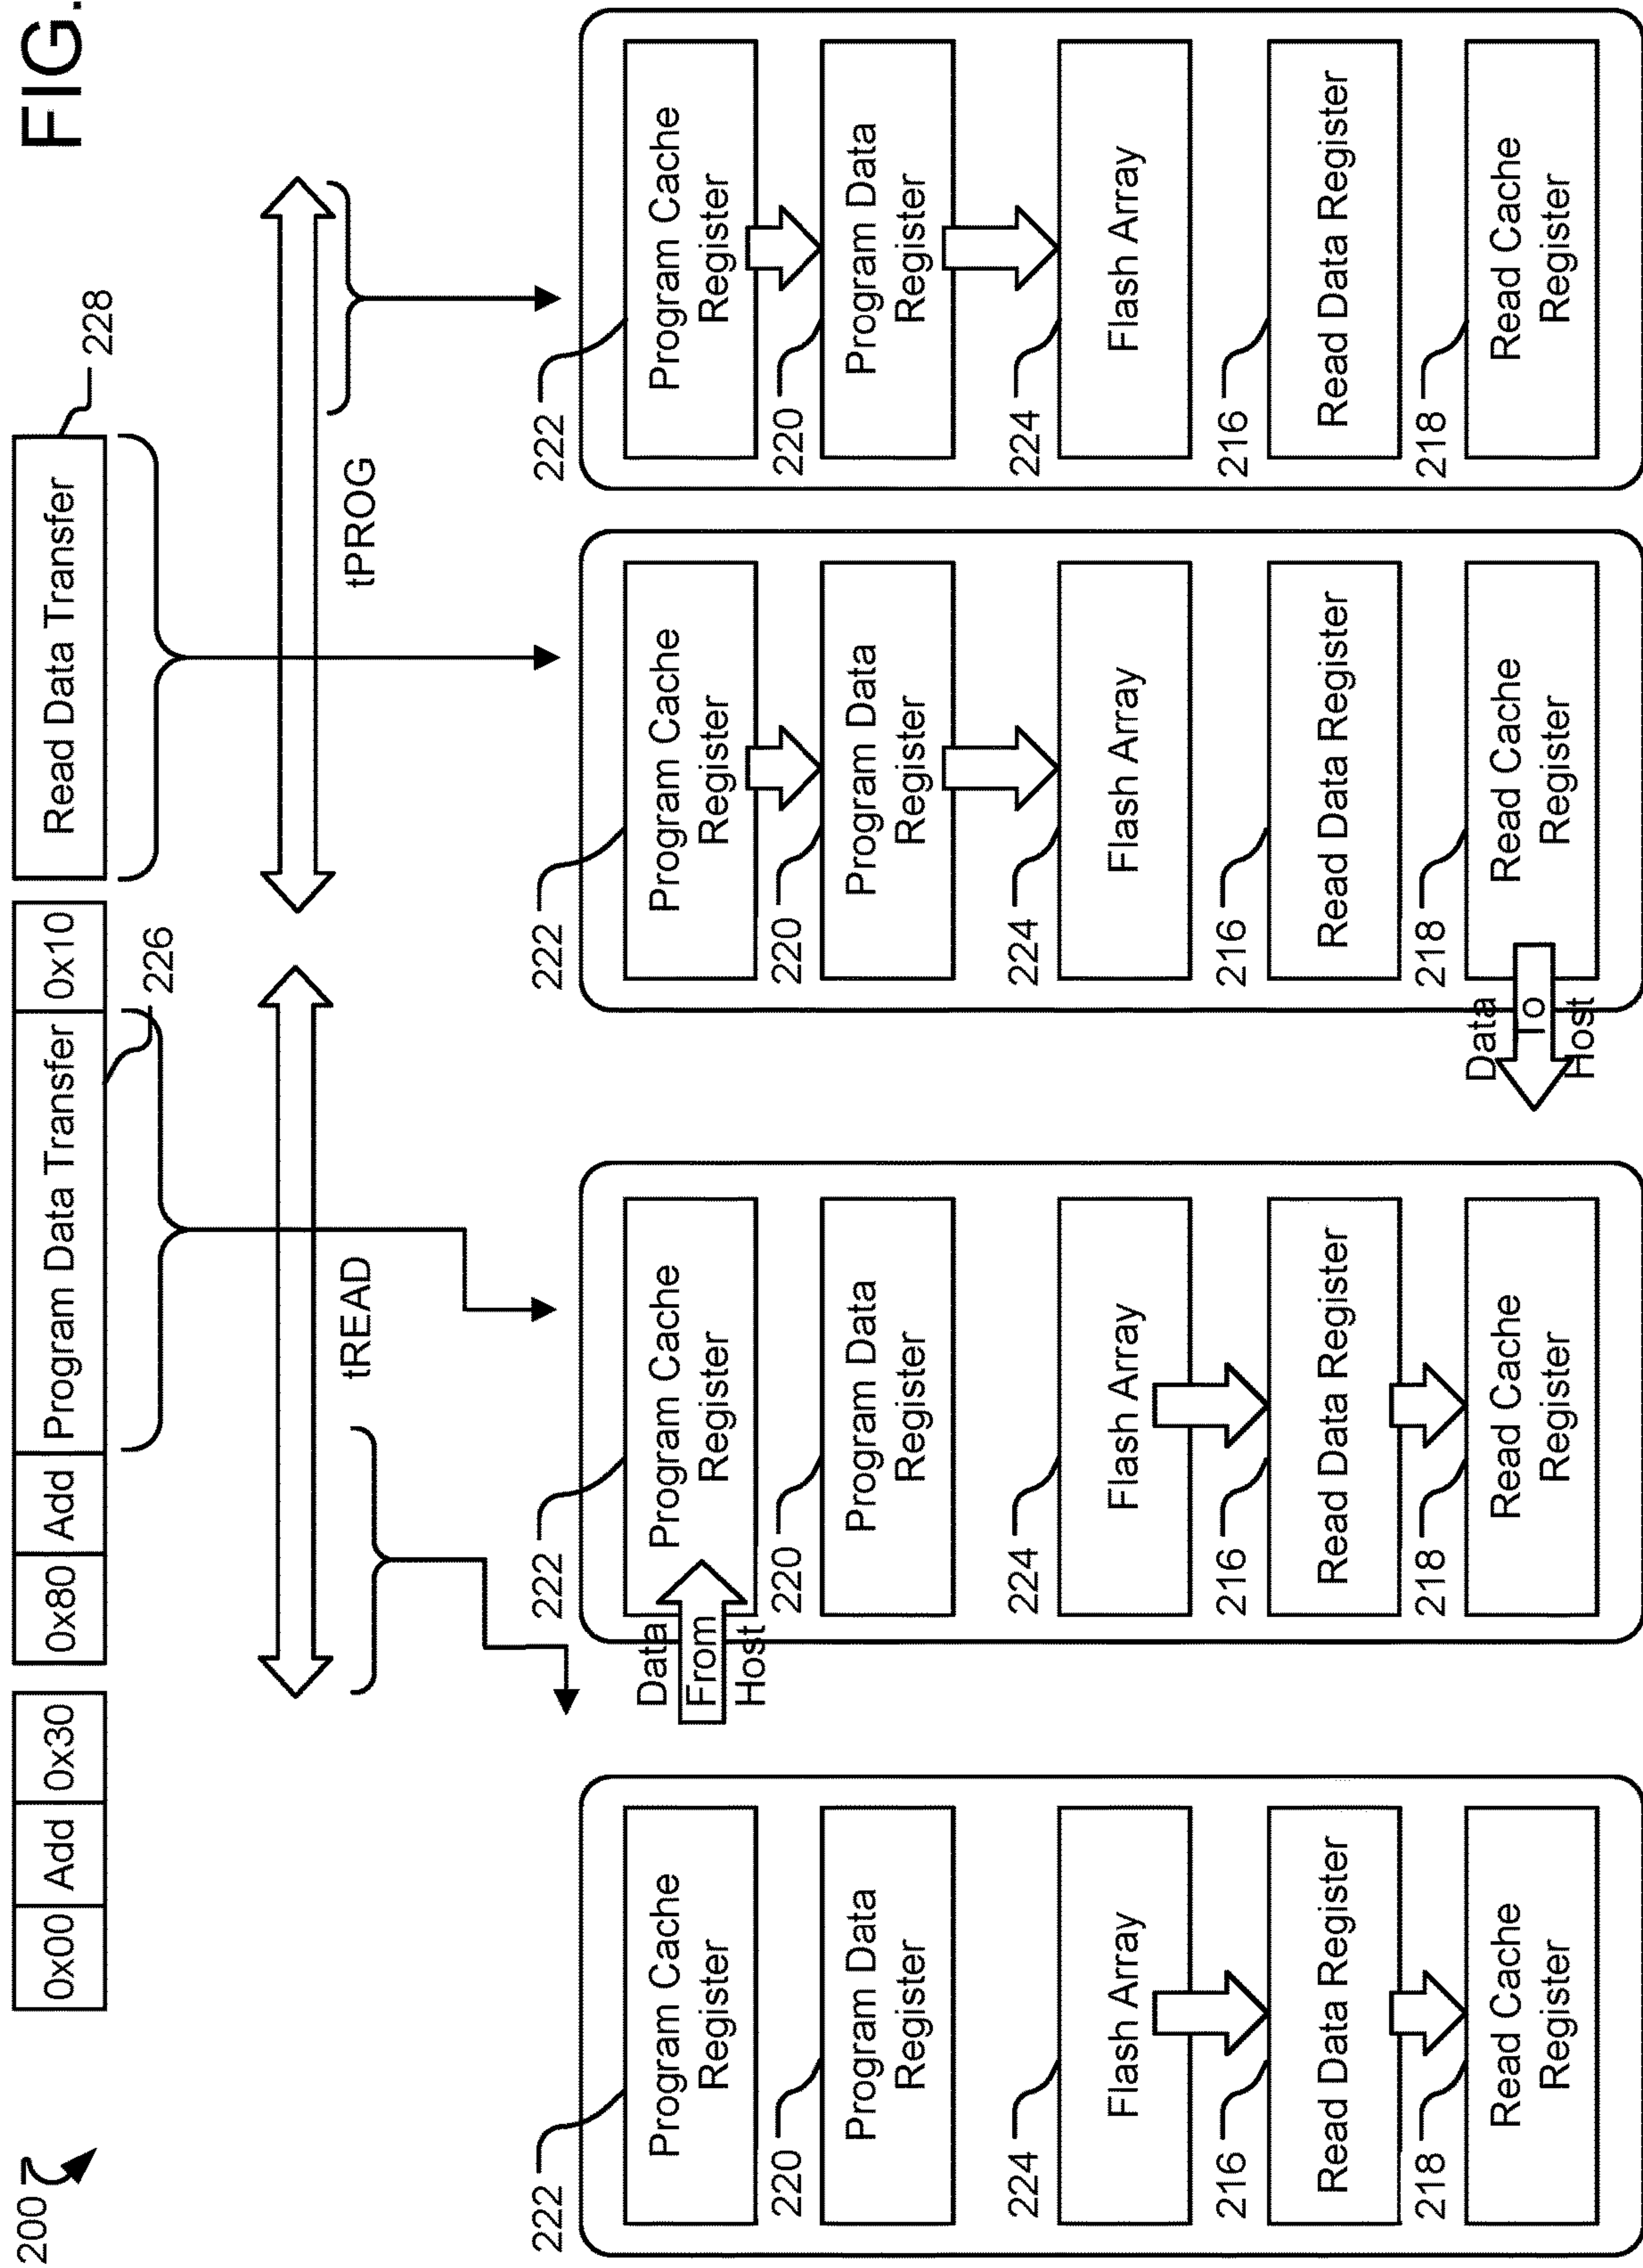 200
FIG.
0x00 Add 0x30
0x80 Add Program Data Transfer 0x10
Read Data Transfer
226
228
tREAD
tPROG
222
Program Cache
Register
220
Program Data
Register
224
Flash Array
216
Read Data Register
218
Read Cache
Register
Data
From
Host
222
Program Cache
Register
220
Program Data
Register
224
Flash Array
216
Read Data Register
218
Read Cache
Register
222
Program Cache
Register
220
Program Data
Register
224
Flash Array
216
Read Data Register
218
Read Cache
Register
Data
To
Host
222
Program Cache
Register
220
Program Data
Register
224
Flash Array
216
Read Data Register
218
Read Cache
Register